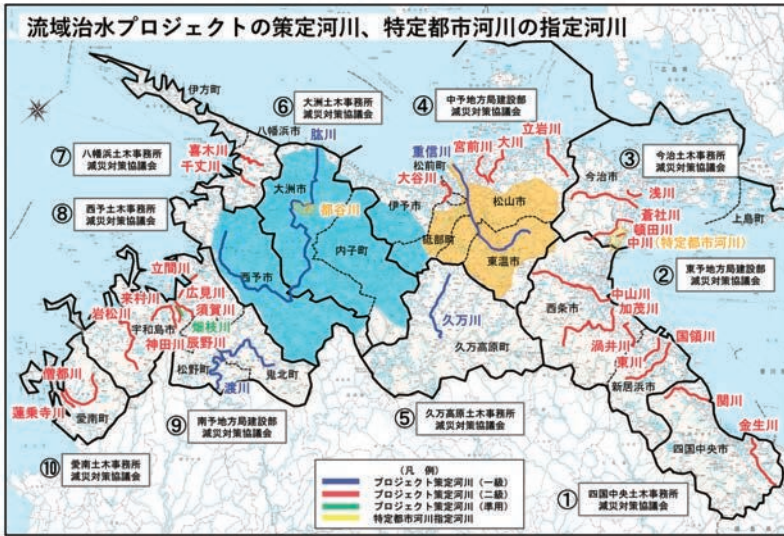 流域治水プロジェクトの策定河川、特定都市河川の指定河川
伊方町
⑥
大洲土木事務所
減災対策協議会
④
中予地方局建設部
減災対策協議会
八幡浜市
肱川
⑦
八幡浜土木事務所
減災対策協議会
喜木川
千丈川
重信川
松前町
宮前川
大川
立岩川
③
今治土木事務所
減災対策協議会
大洲市
大谷川
今治市
浅川
⑧
西予土木事務所
減災対策協議会
都谷川
伊予市
松山市
蒼社川
上島町
頓田川
中川(特定都市河川)
内子町
砥部町
東温市
立間川
西予市
②
東予地方局建設部
減災対策協議会
来村川
広見川
岩松川
須賀川
宇和島市
畑枝川
神田川
辰野川
久万川
久万高原町
西条市
中山川
加茂川
渦井川
国領川
東川
僧都川
松野町
鬼北町
渡川
新居浜市
蓮乗寺川
愛南町
⑨
南予地方局建設部
減災対策協議会
⑤
久万高原土木事務所
減災対策協議会
関川
金生川
四国中央市
⑩
愛南土木事務所
減災対策協議会
(凡 例)
プロジェクト策定河川(一級)
プロジェクト策定河川(二級)
プロジェクト策定河川(準用)
特定都市河川指定河川
①
四国中央土木事務所
減災対策協議会